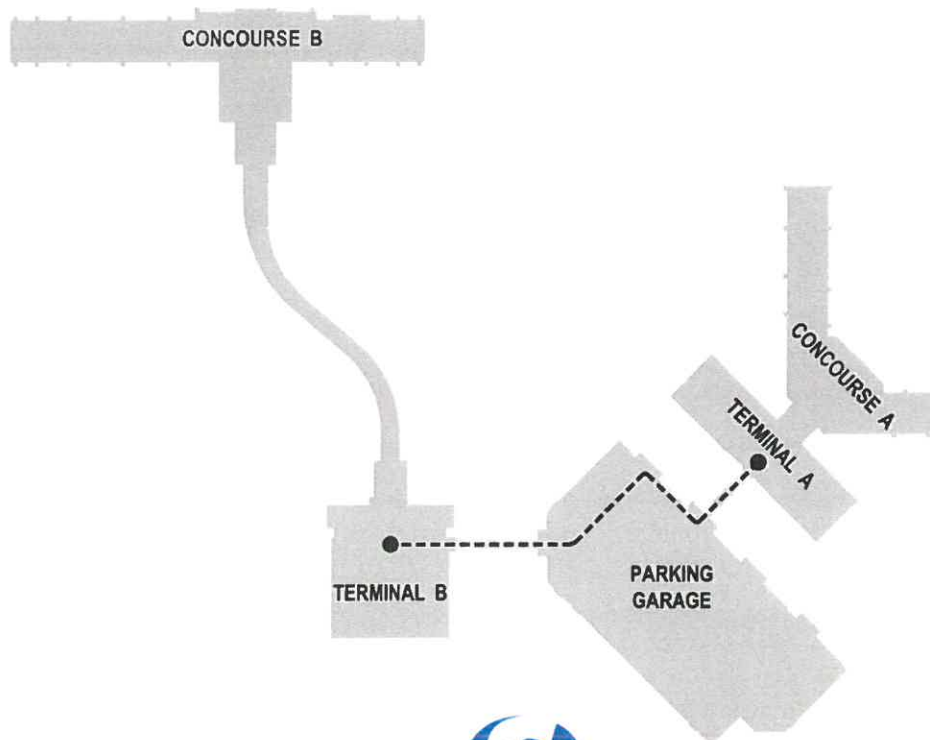 CONCOURSE B
CONCOURSE A
TERMINAL A
PARKING
GARAGE
TERMINAL B